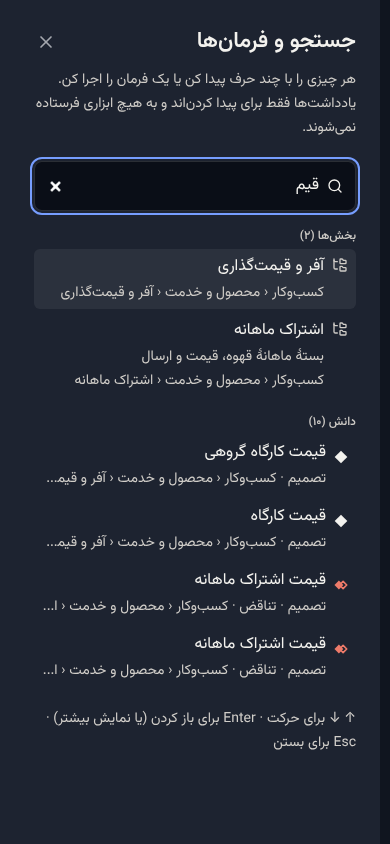 جستجو و فرمان‌ها
هر چیزی را با چند حرف پیدا کن یا یک فرمان را اجرا کن.
یادداشت‌ها فقط برای پیدا کردن‌اند و به هیچ ابزاری فرستاده
نمی‌شوند.
قیم
بخش‌ها (۲)
آفر و قیمت‌گذاری
کسب‌وکار › محصول و خدمت › آفر و قیمت‌گذاری
اشتراک ماهانه
بستهٔ ماهانهٔ قهوه، قیمت و ارسال
کسب‌وکار › محصول و خدمت › اشتراک ماهانه
دانش (۱۰)
قیمت کارگاه گروهی
تصمیم · کسب‌وکار › محصول و خدمت › آفر و قیمـ...
قیمت کارگاه
تصمیم · کسب‌وکار › محصول و خدمت › آفر و قیمـ...
قیمت اشتراک ماهانه
تصمیم · تناقض · کسب‌وکار › محصول و خدمت › ا...
قیمت اشتراک ماهانه
تصمیم · تناقض · کسب‌وکار › محصول و خدمت › ا...
↑ ↓ برای حرکت · Enter برای باز کردن (یا نمایش بیشتر) ·
Esc برای بستن